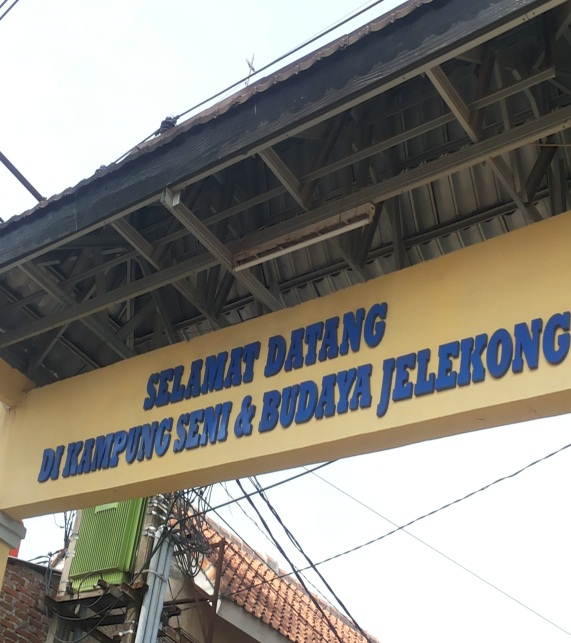 SELAMAT DATANG
DI KAMPUNG SENI & BUDAYA JELEKONG